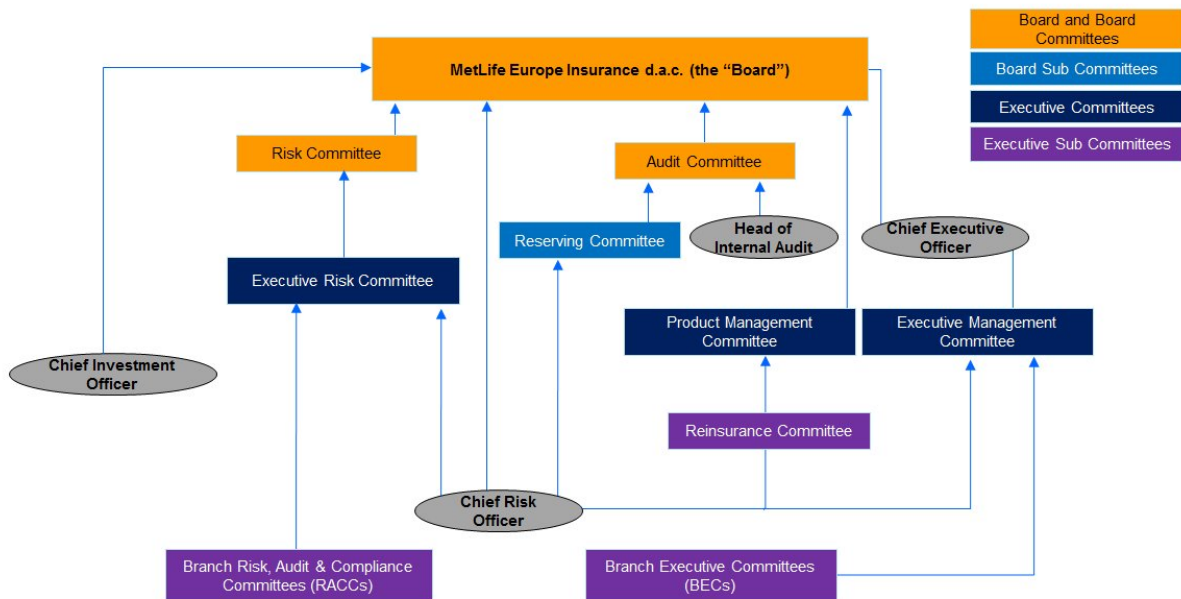 Board and Board
Committees
MetLife Europe Insurance d.a.c. (the “Board”)
Board Sub Committees
Executive Committees
Executive Sub Committees
Risk Committee
Audit Committee
Reserving Committee
Head of
Internal Audit
Chief Executive
Officer
Executive Risk Committee
Product Management
Committee
Executive Management
Committee
Chief Investment
Officer
Reinsurance Committee
Chief Risk
Officer
Branch Risk, Audit & Compliance
Committees (RACCs)
Branch Executive Committees
(BECs)